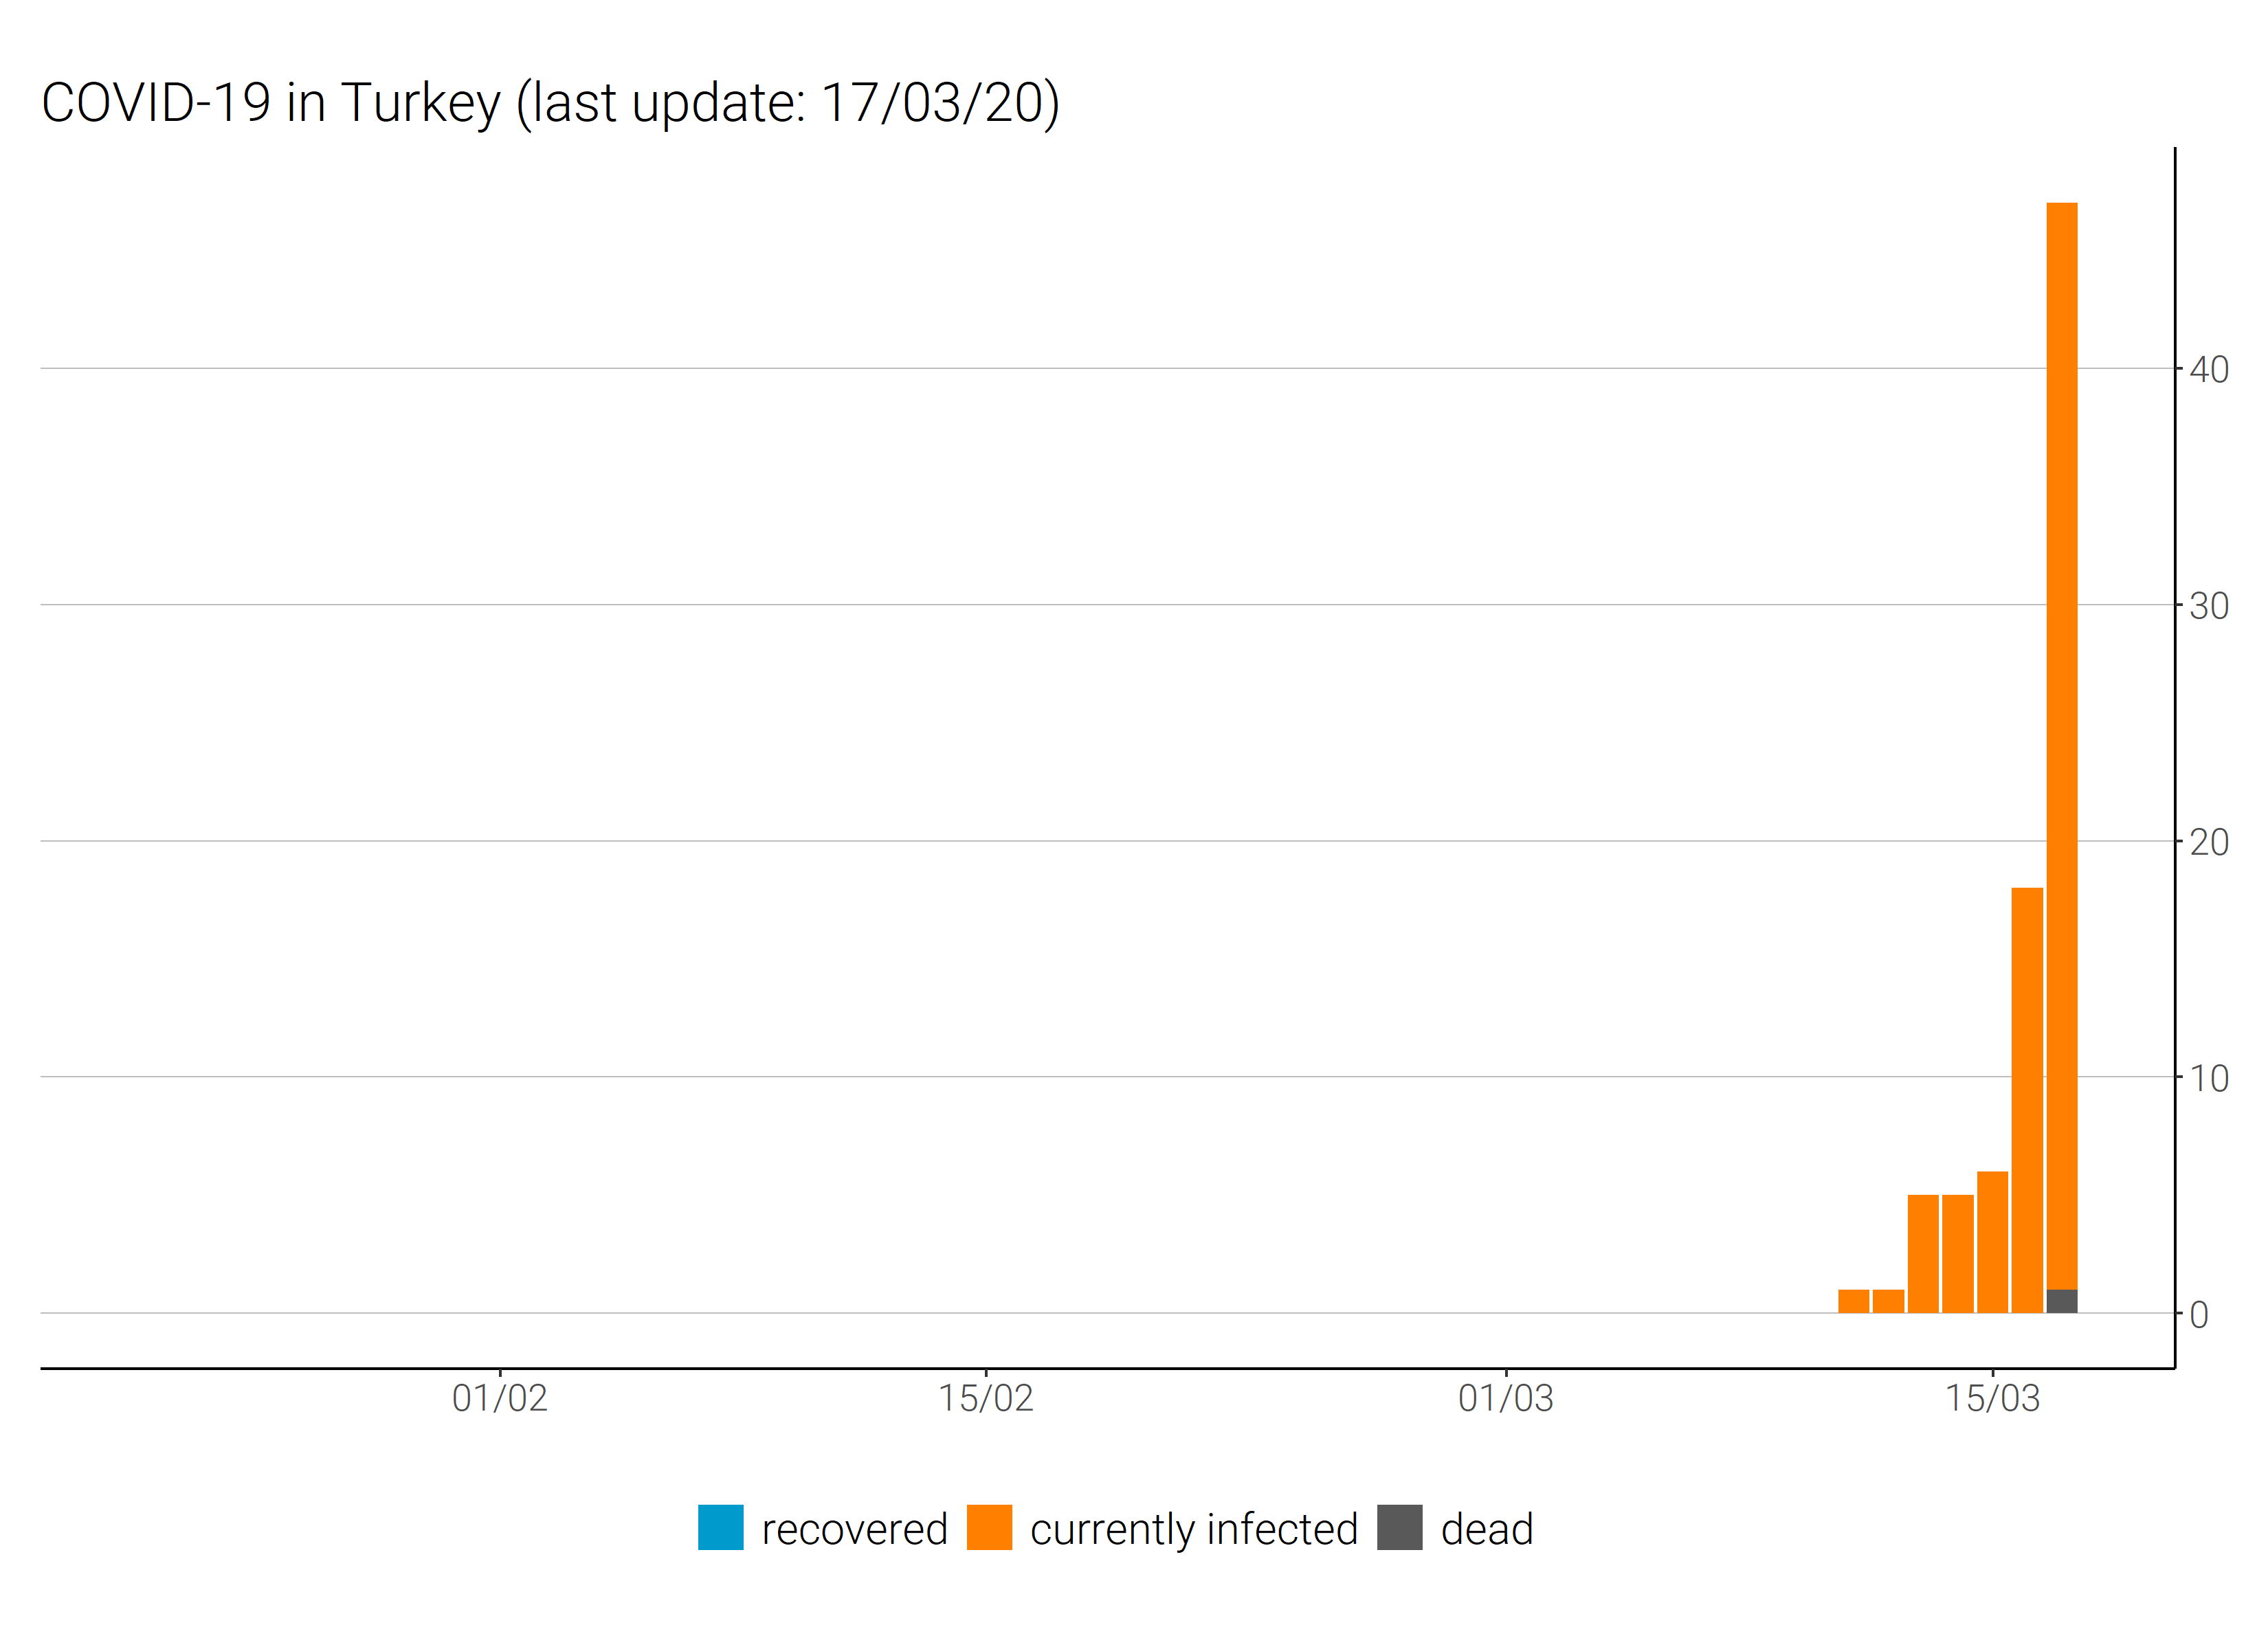 COVID-19 in Turkey (last update: 17/03/20)
40
30
20
10
0
01/02 15/02 01/03 15/03
recovered currently infected dead